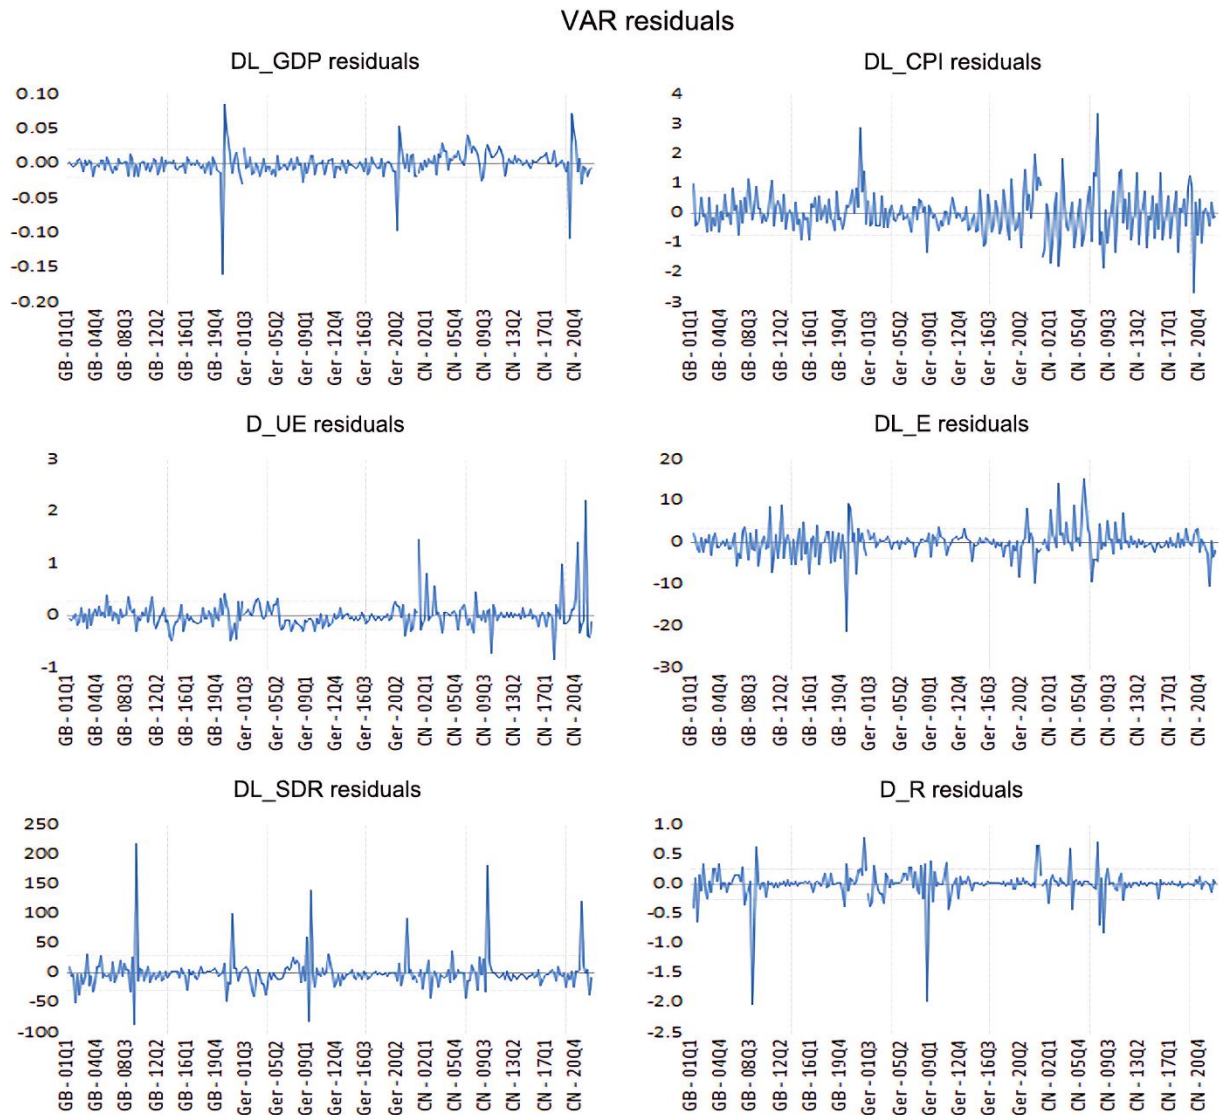 VAR residuals
DL_GDP residuals
0.10
0.05
0.00
-0.05
-0.10
-0.15
-0.20
GB - 01Q1
GB - 04Q4
GB - 08Q3
GB - 12Q2
GB - 16Q1
GB - 19Q4
Ger - 01Q3
Ger - 05Q2
Ger - 09Q1
Ger - 12Q4
Ger - 16Q3
Ger - 20Q2
CN - 02Q1
CN - 05Q4
CN - 09Q3
CN - 13Q2
CN - 17Q1
CN - 20Q4
DL_CPI residuals
4
3
2
1
0
-1
-2
-3
GB - 01Q1
GB - 04Q4
GB - 08Q3
GB - 12Q2
GB - 16Q1
GB - 19Q4
Ger - 01Q3
Ger - 05Q2
Ger - 09Q1
Ger - 12Q4
Ger - 16Q3
Ger - 20Q2
CN - 02Q1
CN - 05Q4
CN - 09Q3
CN - 13Q2
CN - 17Q1
CN - 20Q4
D_UE residuals
3
2
1
0
-1
GB - 01Q1
GB - 04Q4
GB - 08Q3
GB - 12Q2
GB - 16Q1
GB - 19Q4
Ger - 01Q3
Ger - 05Q2
Ger - 09Q1
Ger - 12Q4
Ger - 16Q3
Ger - 20Q2
CN - 02Q1
CN - 05Q4
CN - 09Q3
CN - 13Q2
CN - 17Q1
CN - 20Q4
DL_E residuals
20
10
0
-10
-20
-30
GB - 01Q1
GB - 04Q4
GB - 08Q3
GB - 12Q2
GB - 16Q1
GB - 19Q4
Ger - 01Q3
Ger - 05Q2
Ger - 09Q1
Ger - 12Q4
Ger - 16Q3
Ger - 20Q2
CN - 02Q1
CN - 05Q4
CN - 09Q3
CN - 13Q2
CN - 17Q1
CN - 20Q4
DL_SDR residuals
250
200
150
100
50
0
-50
-100
GB - 01Q1
GB - 04Q4
GB - 08Q3
GB - 12Q2
GB - 16Q1
GB - 19Q4
Ger - 01Q3
Ger - 05Q2
Ger - 09Q1
Ger - 12Q4
Ger - 16Q3
Ger - 20Q2
CN - 02Q1
CN - 05Q4
CN - 09Q3
CN - 13Q2
CN - 17Q1
CN - 20Q4
D_R residuals
1.0
0.5
0.0
-0.5
-1.0
-1.5
-2.0
-2.5
GB - 01Q1
GB - 04Q4
GB - 08Q3
GB - 12Q2
GB - 16Q1
GB - 19Q4
Ger - 01Q3
Ger - 05Q2
Ger - 09Q1
Ger - 12Q4
Ger - 16Q3
Ger - 20Q2
CN - 02Q1
CN - 05Q4
CN - 09Q3
CN - 13Q2
CN - 17Q1
CN - 20Q4